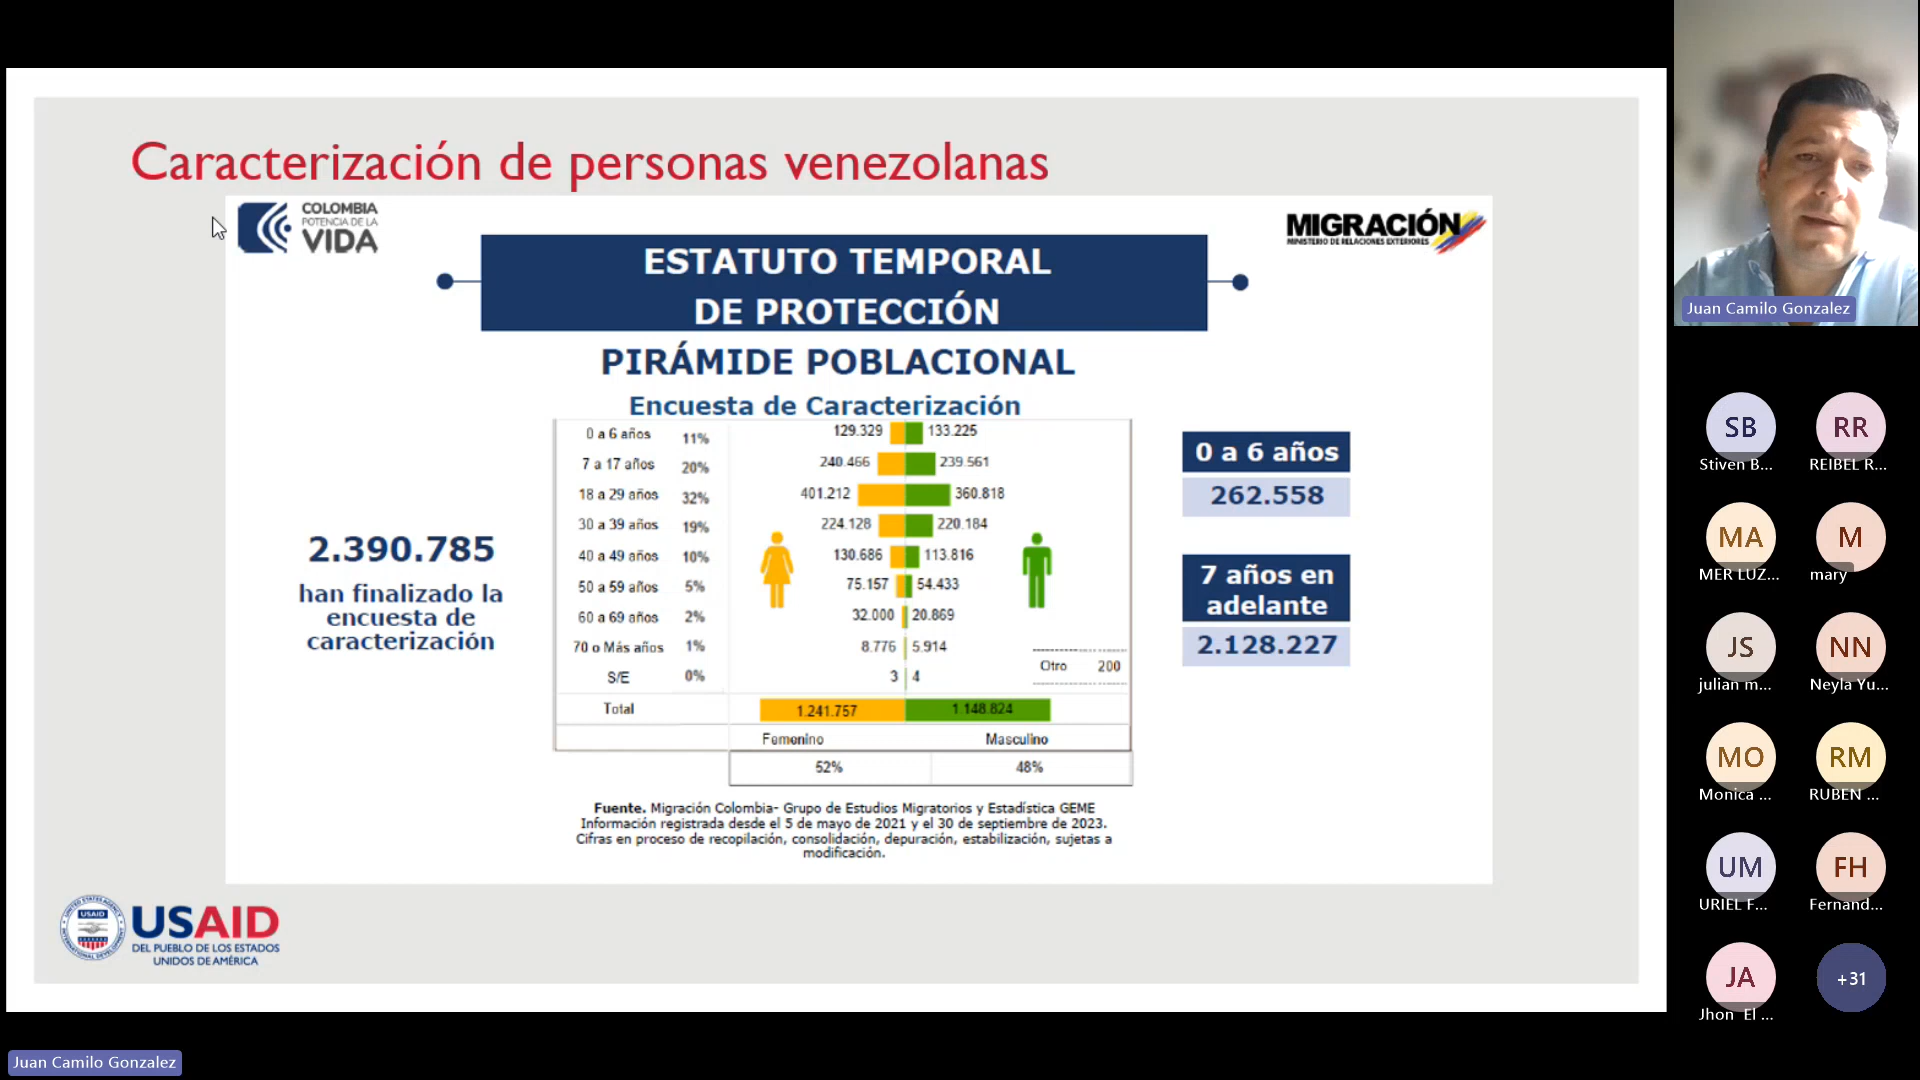 Caracterización de personas venezolanas
COLOMBIA
POTENCIA DE LA
VIDA
MIGRACIÓN
MINISTERIO DE RELACIONES EXTERIORES
ESTATUTO TEMPORAL
DE PROTECCIÓN
PIRÁMIDE POBLACIONAL
Encuesta de Caracterización
2.390.785
han finalizado la
encuesta de
caracterización
0 a 6 años 11% 129.329 133.225
7 a 17 años 20% 240.466 239.561
18 a 29 años 32% 401.212 360.818
30 a 39 años 19% 224.128 220.184
40 a 49 años 10% 130.686 113.816
50 a 59 años 5% 75.157 54.433
60 a 69 años 2% 32.000 20.869
70 o Más años 1% 8.776 5.914
S/E 0% 3 4
Otro 200
Total 1.241.757 1.148.824
Femenino Masculino
52% 48%
0 a 6 años
262.558
7 años en
adelante
2.128.227
Fuente. Migración Colombia- Grupo de Estudios Migratorios y Estadística GEME
Información registrada desde el 5 de mayo de 2021 y el 30 de septiembre de 2023.
Cifras en proceso de recopilación, consolidación, depuración, estabilización, sujetas a
modificación.
USAID
USAID
DEL PUEBLO DE LOS ESTADOS
UNIDOS DE AMÉRICA
Juan Camilo Gonzalez
Juan Camilo Gonzalez
SB RR
Stiven B... REIBEL R...
MA M
MER LUZ... mary
JS NN
julian m... Neyla Yu...
MO RM
Monica ... RUBEN ...
UM FH
URIEL F... Fernand...
JA +31
Jhon El ...